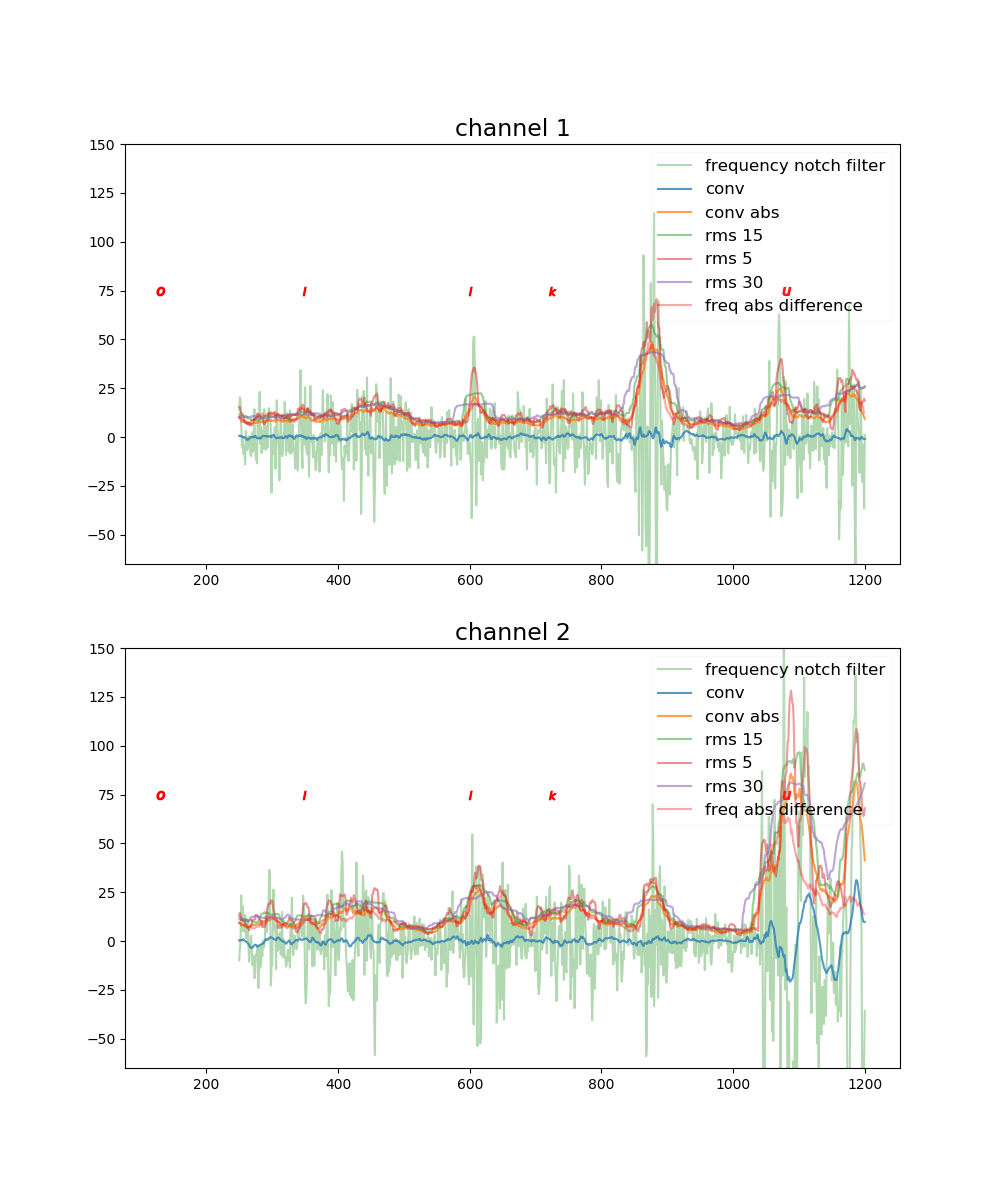 channel 1
150
125
100
75
50
25
0
−25
−50
frequency notch filter
conv
conv abs
rms 15
rms 5
rms 30
freq abs difference
o l l k u
200 400 600 800 1000 1200
channel 2
150
125
100
75
50
25
0
−25
−50
frequency notch filter
conv
conv abs
rms 15
rms 5
rms 30
freq abs difference
o l l k u
200 400 600 800 1000 1200